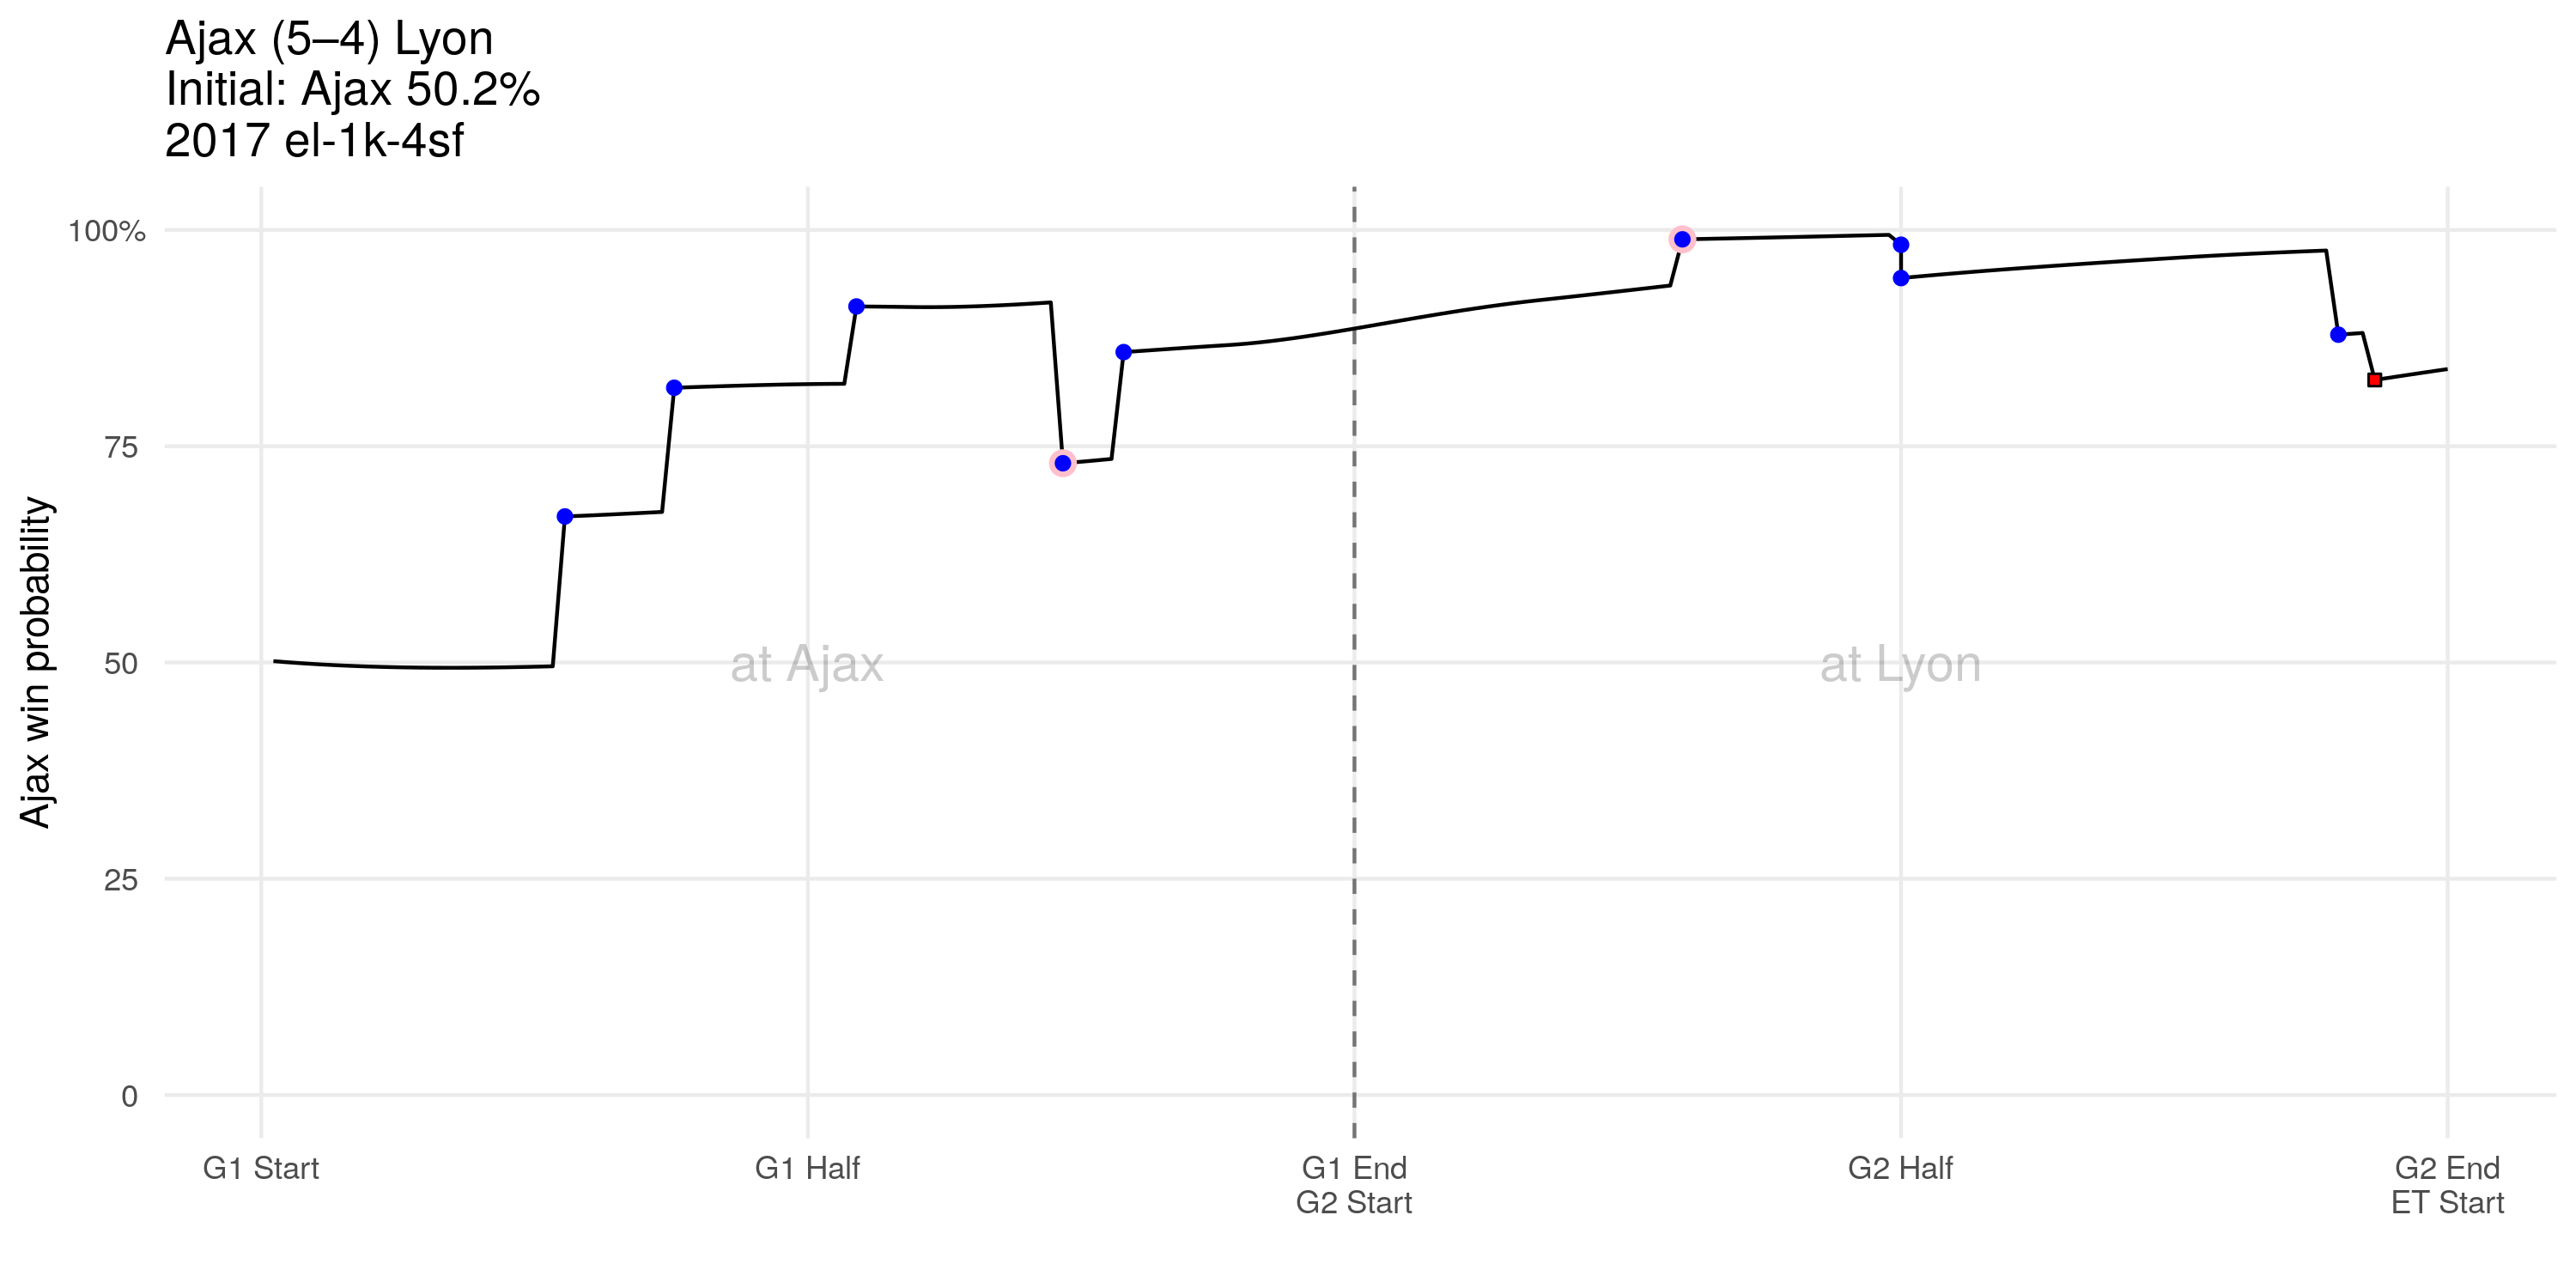 Ajax (5–4) Lyon
Initial: Ajax 50.2%
2017 el-1k-4sf
Ajax win probability
100%
75
50
25
0
at Ajax
at Lyon
G1 Start
G1 Half
G1 End
G2 Start
G2 Half
G2 End
ET Start